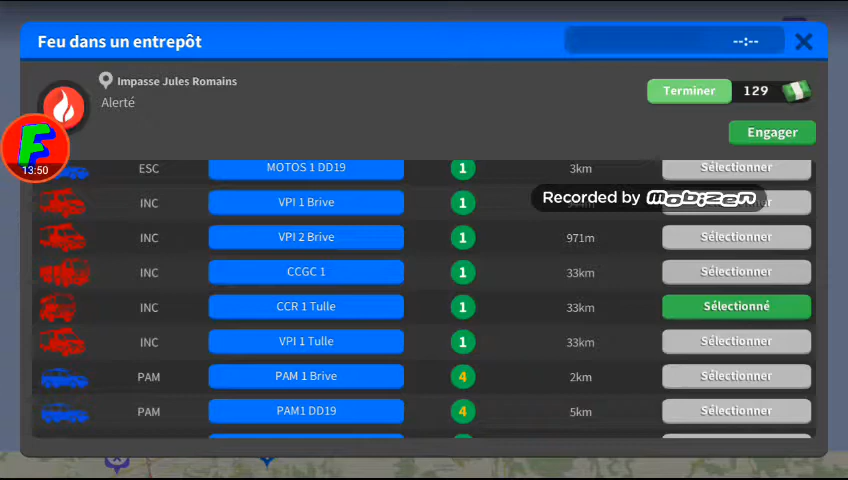 Feu dans un entrepôt --:--
Impasse Jules Romains
Alerté
Terminer 129
Engager
F
13:50
ESC MOTOS 1 DD19 1 3km Sélectionner
Recorded by mobizen
INC VPI 1 Brive 1
INC VPI 2 Brive 1 971m Sélectionner
INC CCGC 1 1 33km Sélectionner
INC CCR 1 Tulle 1 33km Sélectionné
INC VPI 1 Tulle 1 33km Sélectionner
PAM PAM 1 Brive 4 2km Sélectionner
PAM PAM1 DD19 4 5km Sélectionner